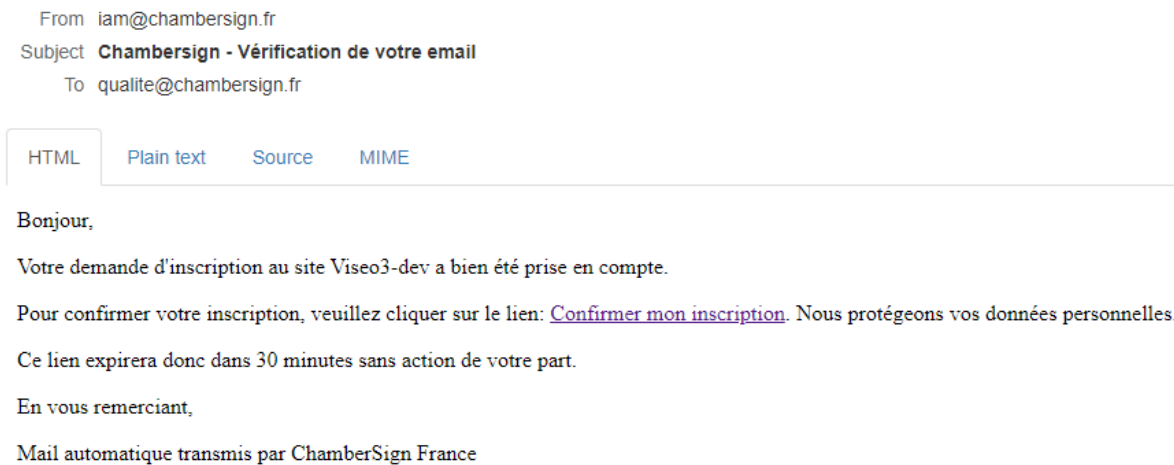 From iam@chambersign.fr
Subject Chambersign - Vérification de votre email
To qualite@chambersign.fr
HTML Plain text Source MIME
Bonjour,
Votre demande d'inscription au site Viseo3-dev a bien été prise en compte.
Pour confirmer votre inscription, veuillez cliquer sur le lien: Confirmer mon inscription. Nous protégeons vos données personnelles.
Ce lien expirera donc dans 30 minutes sans action de votre part.
En vous remerciant,
Mail automatique transmis par ChamberSign France